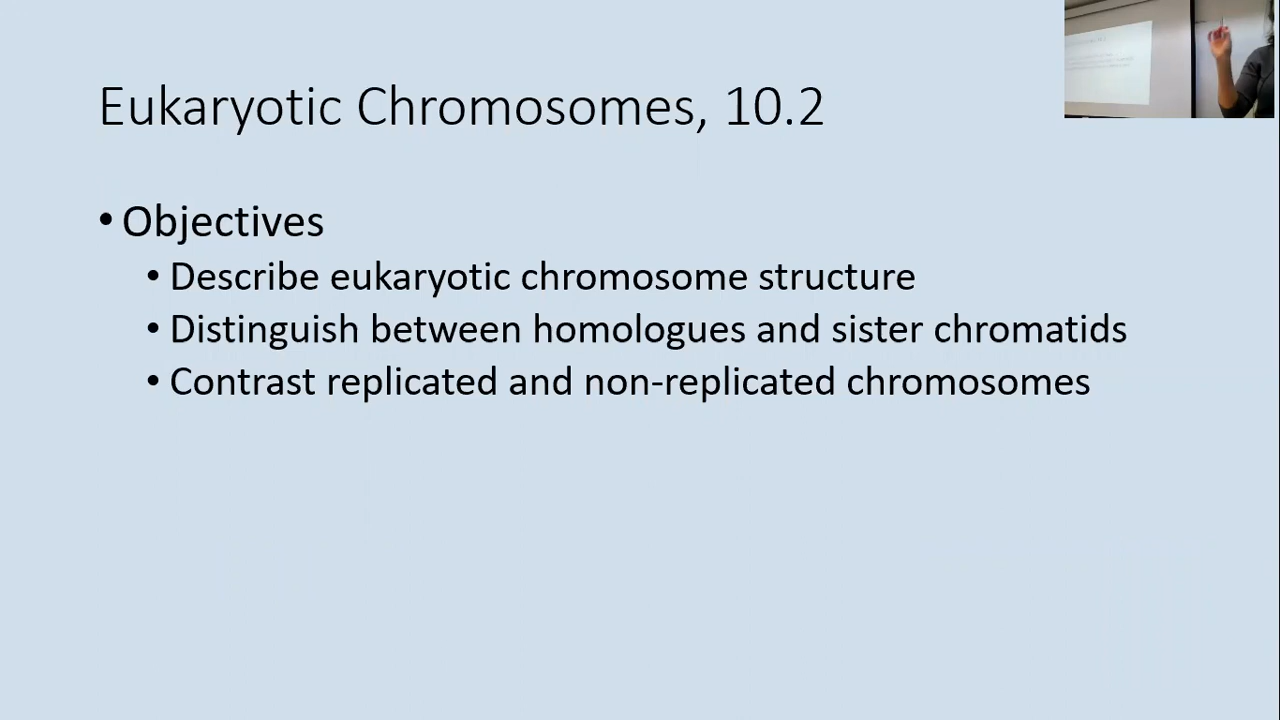 Eukaryotic Chromosomes, 10.2
• Objectives
• Describe eukaryotic chromosome structure
• Distinguish between homologues and sister chromatids
• Contrast replicated and non-replicated chromosomes